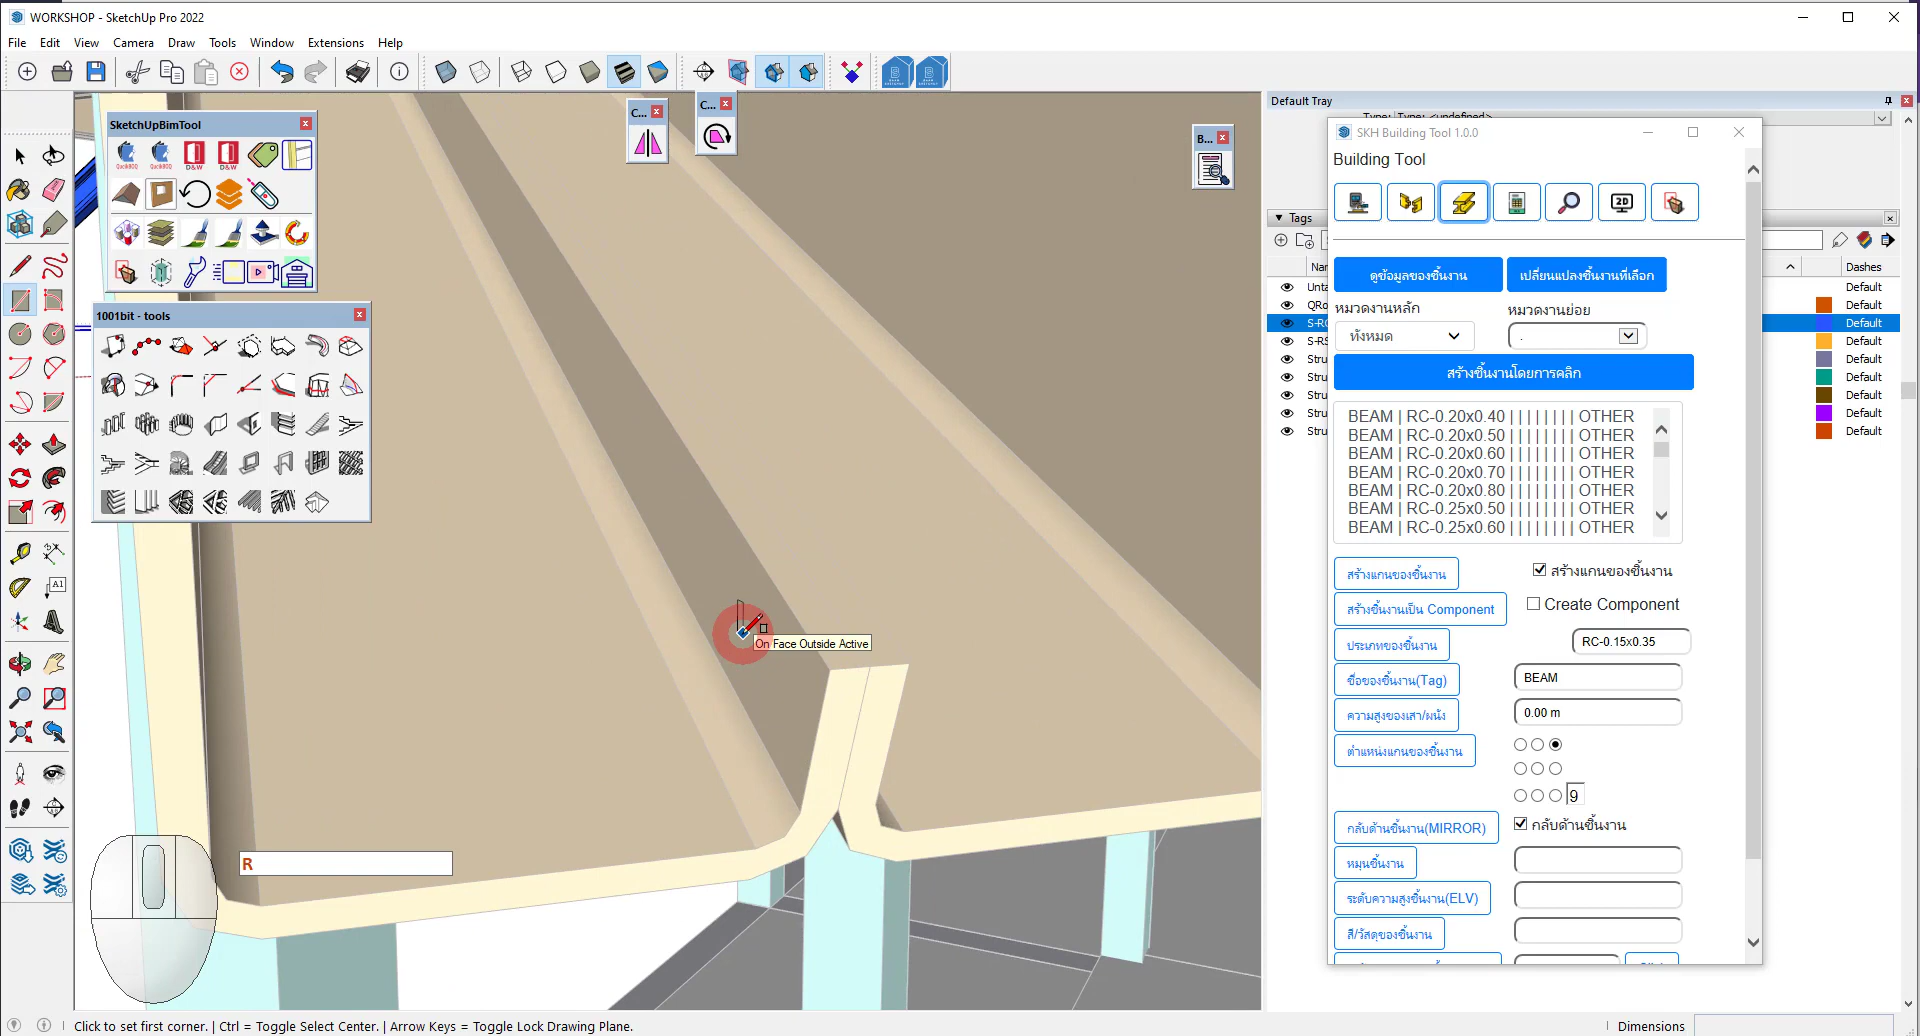 WORKSHOP - SketchUp Pro 2022
File Edit View Camera Draw Tools Window Extensions Help
SketchUpBimTool
C...
C...
B...
1001bit - tools
Default Tray
Type: Type: <undefined>
Tags
Dashes
Default
Default
Default
Default
Default
Default
Default
Default
Default
SKH Building Tool 1.0.0
Building Tool
2D
ดูข้อมูลของชิ้นงาน
เปลี่ยนแปลงชิ้นงานที่เลือก
หมวดงานหลัก
หมวดงานย่อย
ทั้งหมด
.
สร้างชิ้นงานโดยการคลิก
BEAM | RC-0.20x0.40 | | | | | | | | OTHER
BEAM | RC-0.20x0.50 | | | | | | | | OTHER
BEAM | RC-0.20x0.60 | | | | | | | | OTHER
BEAM | RC-0.20x0.70 | | | | | | | | OTHER
BEAM | RC-0.20x0.80 | | | | | | | | OTHER
BEAM | RC-0.25x0.50 | | | | | | | | OTHER
BEAM | RC-0.25x0.60 | | | | | | | | OTHER
สร้างแกนของชิ้นงาน
สร้างแกนของชิ้นงาน
สร้างชิ้นงานเป็น Component
Create Component
ประเภทของชิ้นงาน
RC-0.15x0.35
ชื่อของชิ้นงาน(Tag)
BEAM
ความสูงของเสา/ผนัง
0.00 m
ตำแหน่งแกนของชิ้นงาน
9
กลับด้านชิ้นงาน(MIRROR)
กลับด้านชิ้นงาน
หมุนชิ้นงาน
ระดับความสูงชิ้นงาน(ELV)
สี/วัสดุของชิ้นงาน
On Face Outside Active
R
Click to set first corner. | Ctrl = Toggle Select Center. | Arrow Keys = Toggle Lock Drawing Plane.
Dimensions